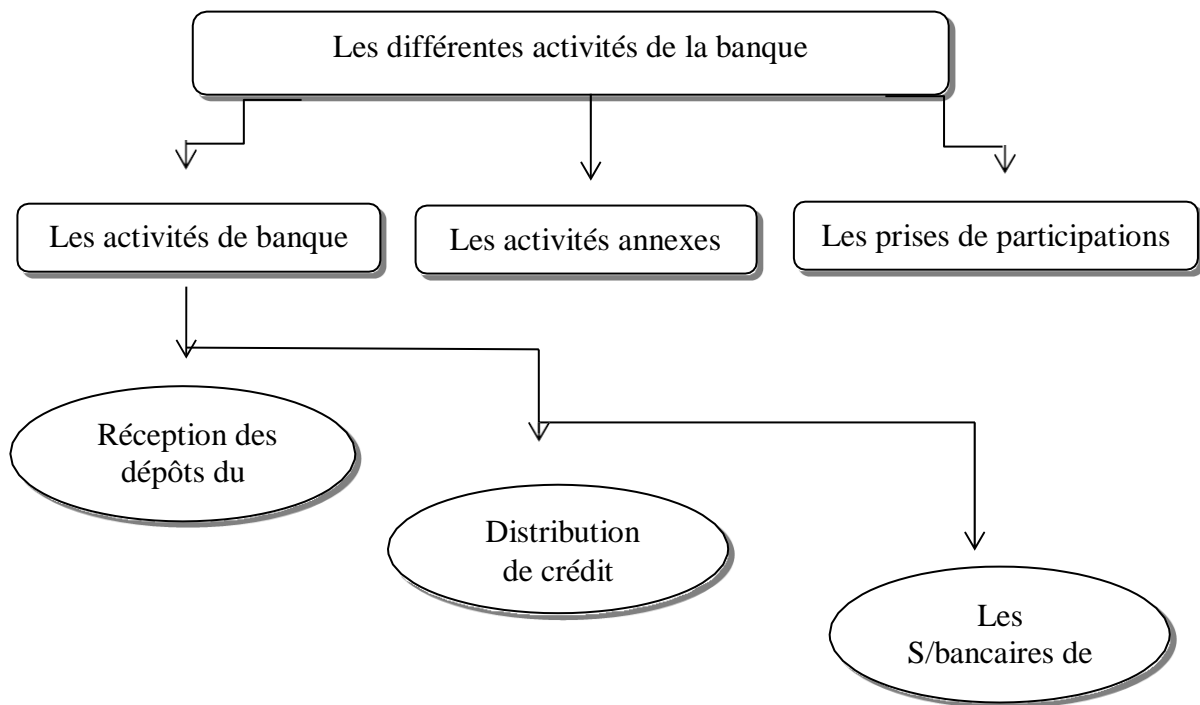 Les différentes activités de la banque
Les activités de banque
Les activités annexes
Les prises de participations
Réception des
dépôts du
Distribution
de crédit
Les
S/bancaires de